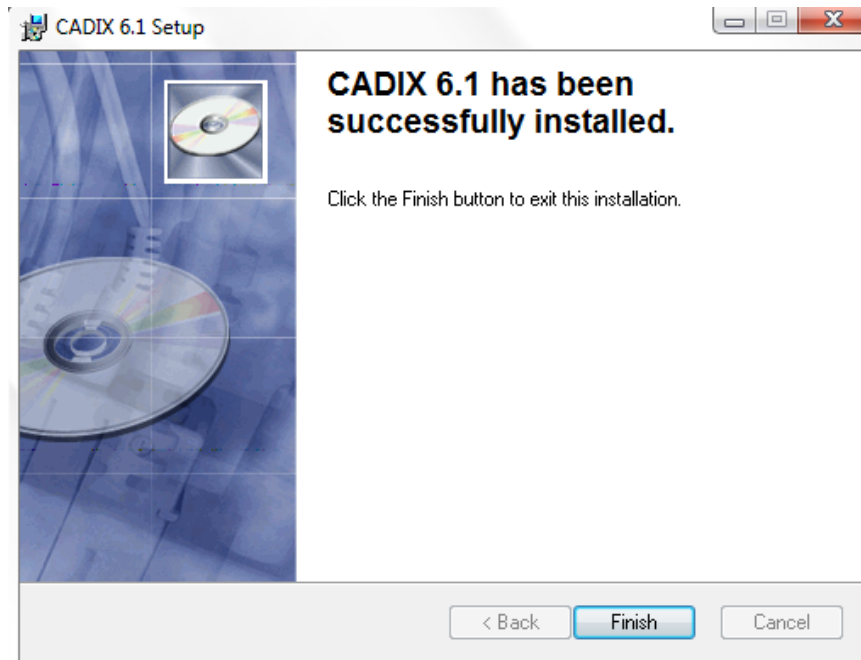 CADIX 6.1 Setup
CADIX 6.1 has been
successfully installed.
Click the Finish button to exit this installation.
< Back
Finish
Cancel